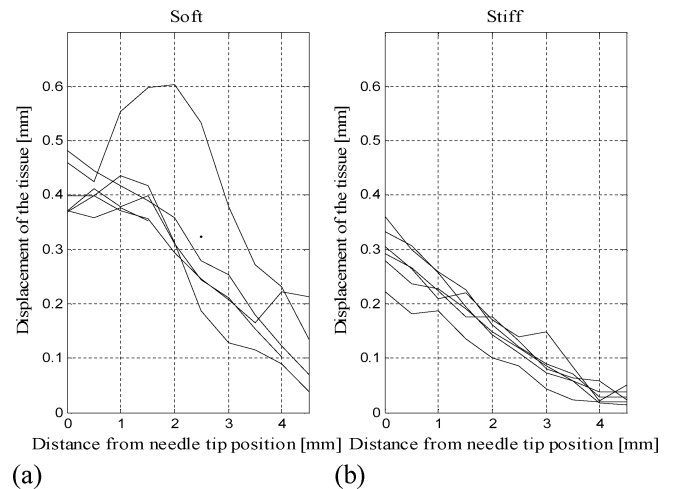 Soft
Displacement of the tissue [mm]
0.6
0.5
0.4
0.3
0.2
0.1
0
0 1 2 3 4
Distance from needle tip position [mm]
(a)
Stiff
Displacement of the tissue [mm]
0.6
0.5
0.4
0.3
0.2
0.1
0
0 1 2 3 4
Distance from needle tip position [mm]
(b)